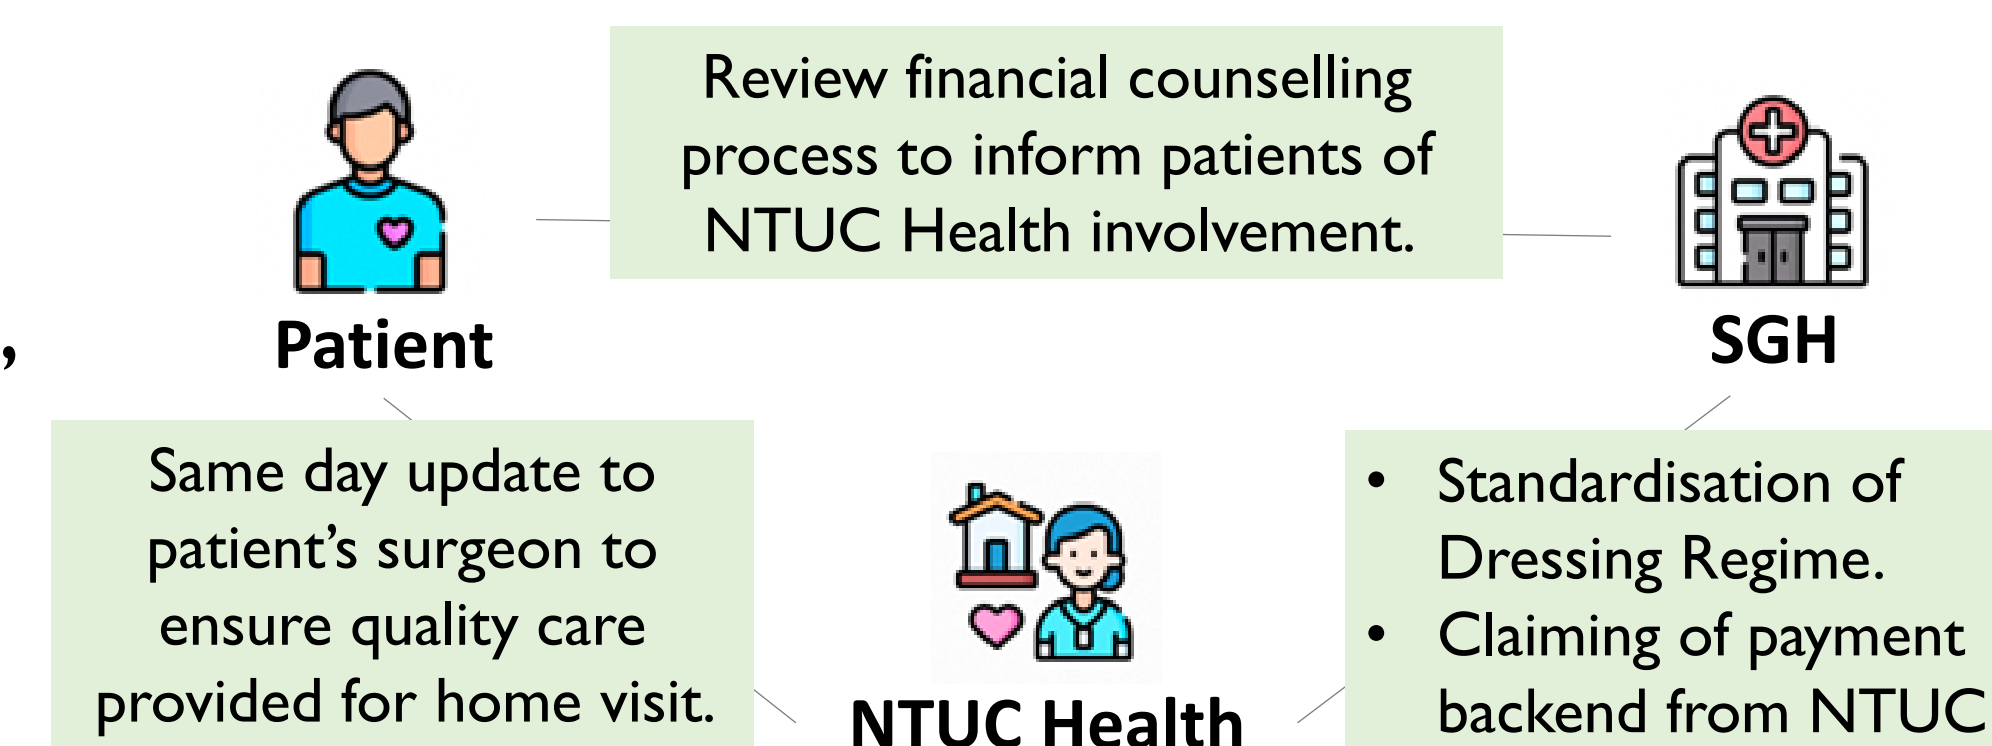 Review financial counselling
process to inform patients of
NTUC Health involvement.
,
Patient
SGH
Same day update to
patient’s surgeon to
ensure quality care
provided for home visit.
NTUC Health
• Standardisation of
Dressing Regime.
• Claiming of payment
backend from NTUC